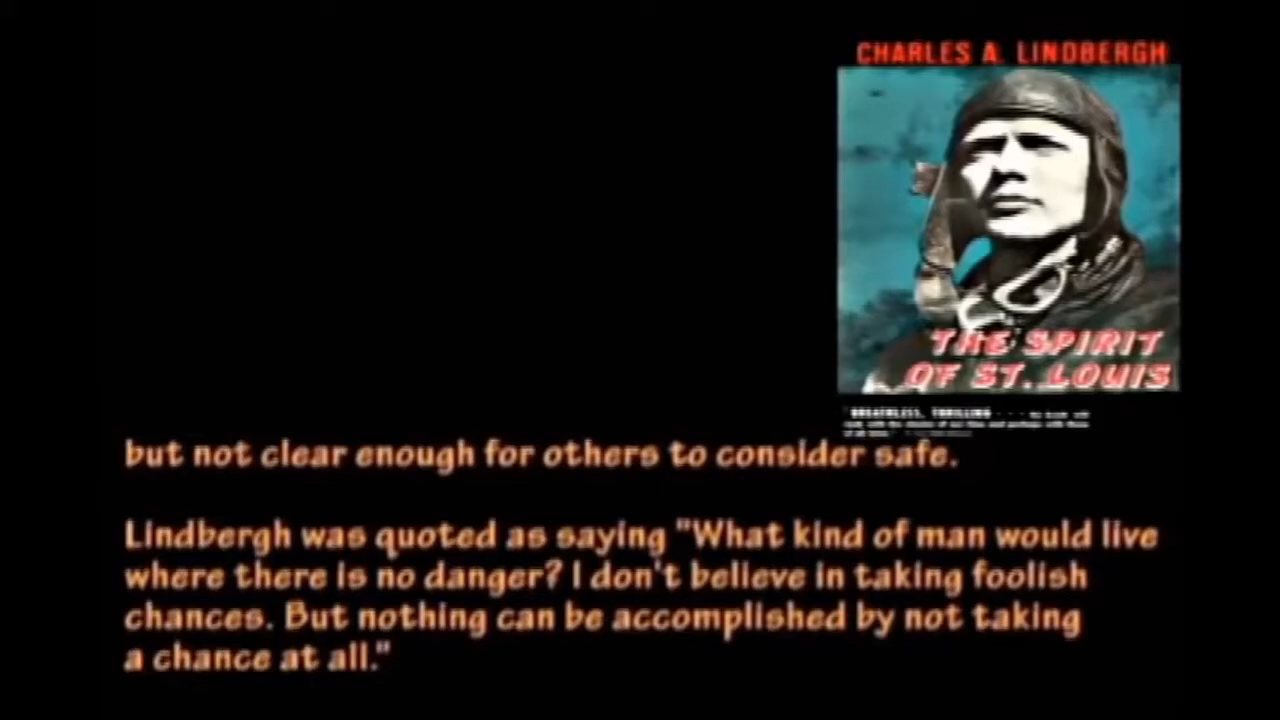 CHARLES A. LINDBERGH
THE SPIRIT
OF ST. LOUIS
"BREATHLESS, THRILLING
but not clear enough for others to consider safe.
Lindbergh was quoted as saying "What kind of man would live
where there is no danger? I don't believe in taking foolish
chances. But nothing can be accomplished by not taking
a chance at all."